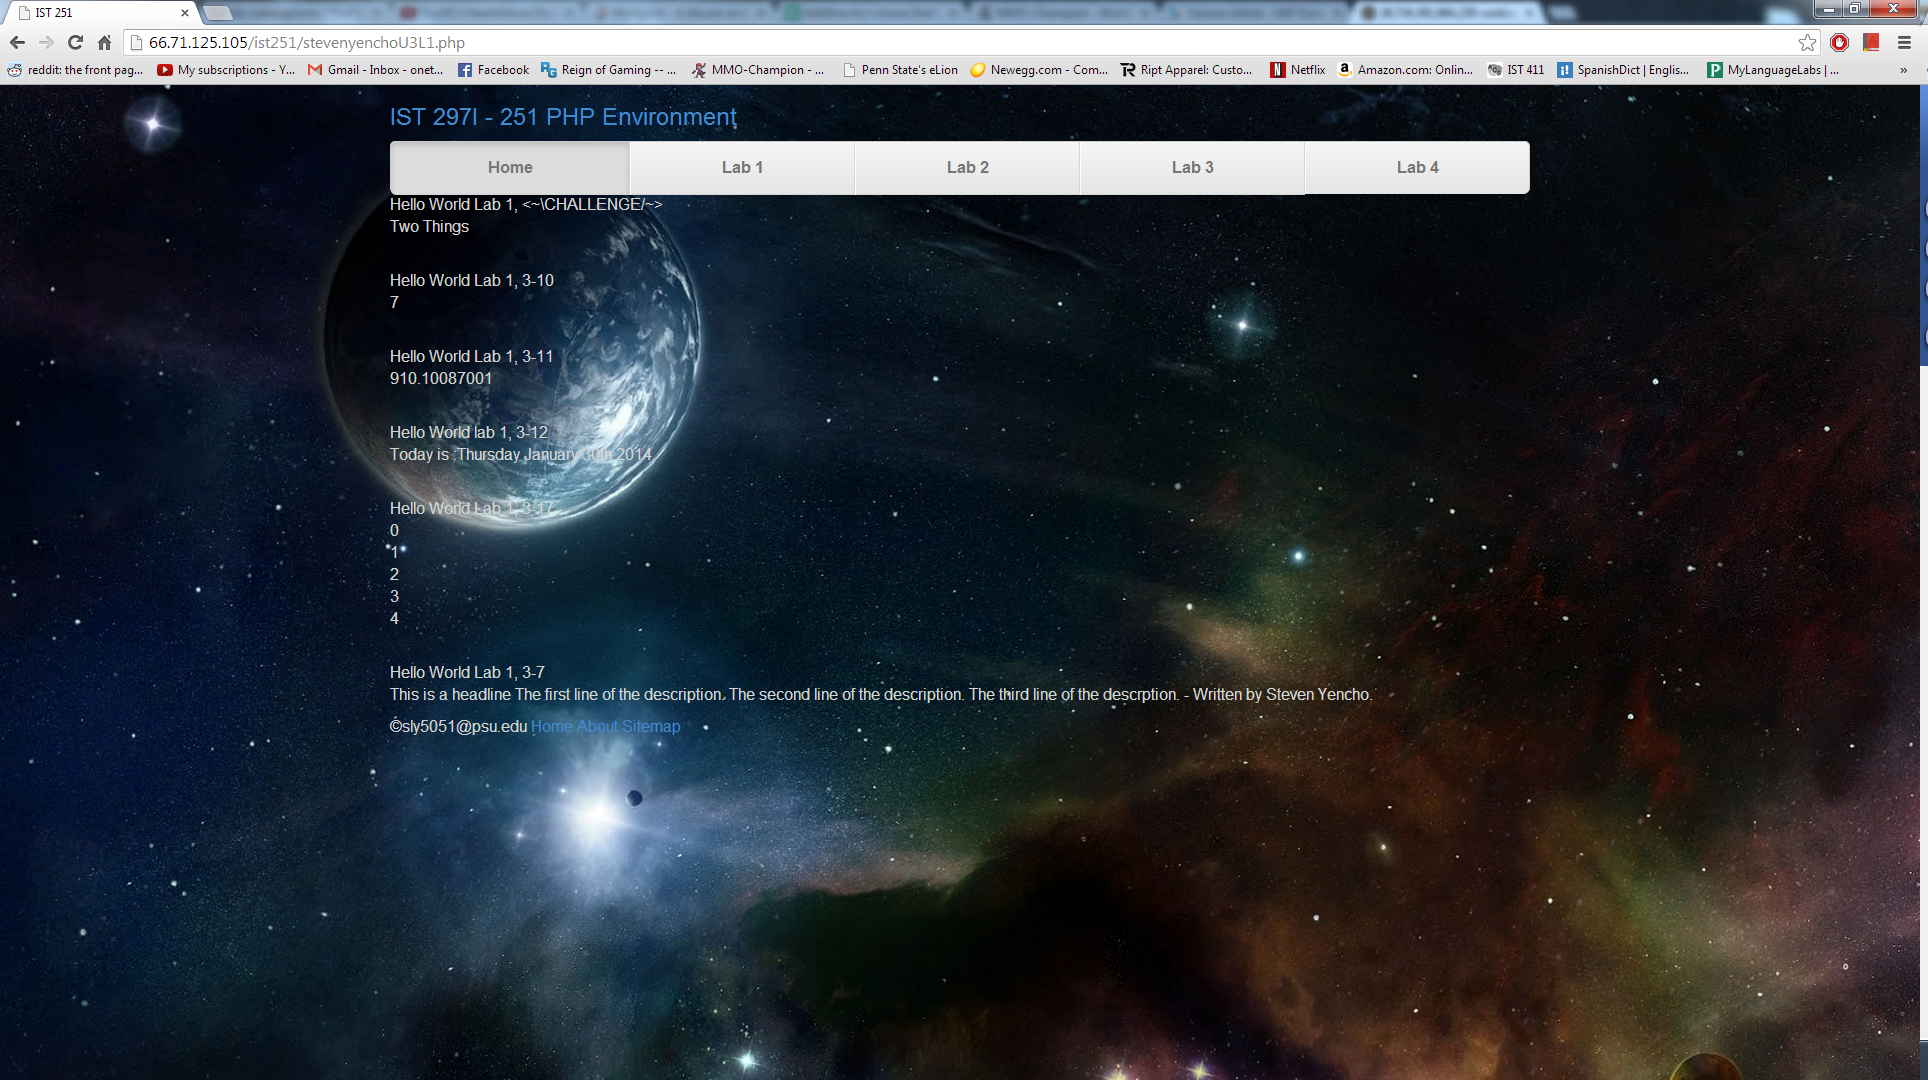 IST 251
66.71.125.105/ist251/stevenyenchoU3L1.php
reddit: the front pag... My subscriptions - Y... Gmail - Inbox - onet... Facebook Reign of Gaming -- ... MMO-Champion - ... Penn State's eLion Newegg.com - Com... Ript Apparel: Custo... Netflix Amazon.com: Onlin... IST 411 SpanishDict | Englis... MyLanguageLabs | ... »
IST 297I - 251 PHP Environment
Home Lab 1 Lab 2 Lab 3 Lab 4
Hello World Lab 1, <~\CHALLENGE/~>
Two Things
Hello World Lab 1, 3-10
7
Hello World Lab 1, 3-11
910.10087001
Hello World lab 1, 3-12
Today is :Thursday January 30th 2014
Hello World Lab 1, 3-17
0
1
2
3
4
Hello World Lab 1, 3-7
This is a headline The first line of the description. The second line of the description. The third line of the descrption. - Written by Steven Yencho.
©sly5051@psu.edu Home About Sitemap